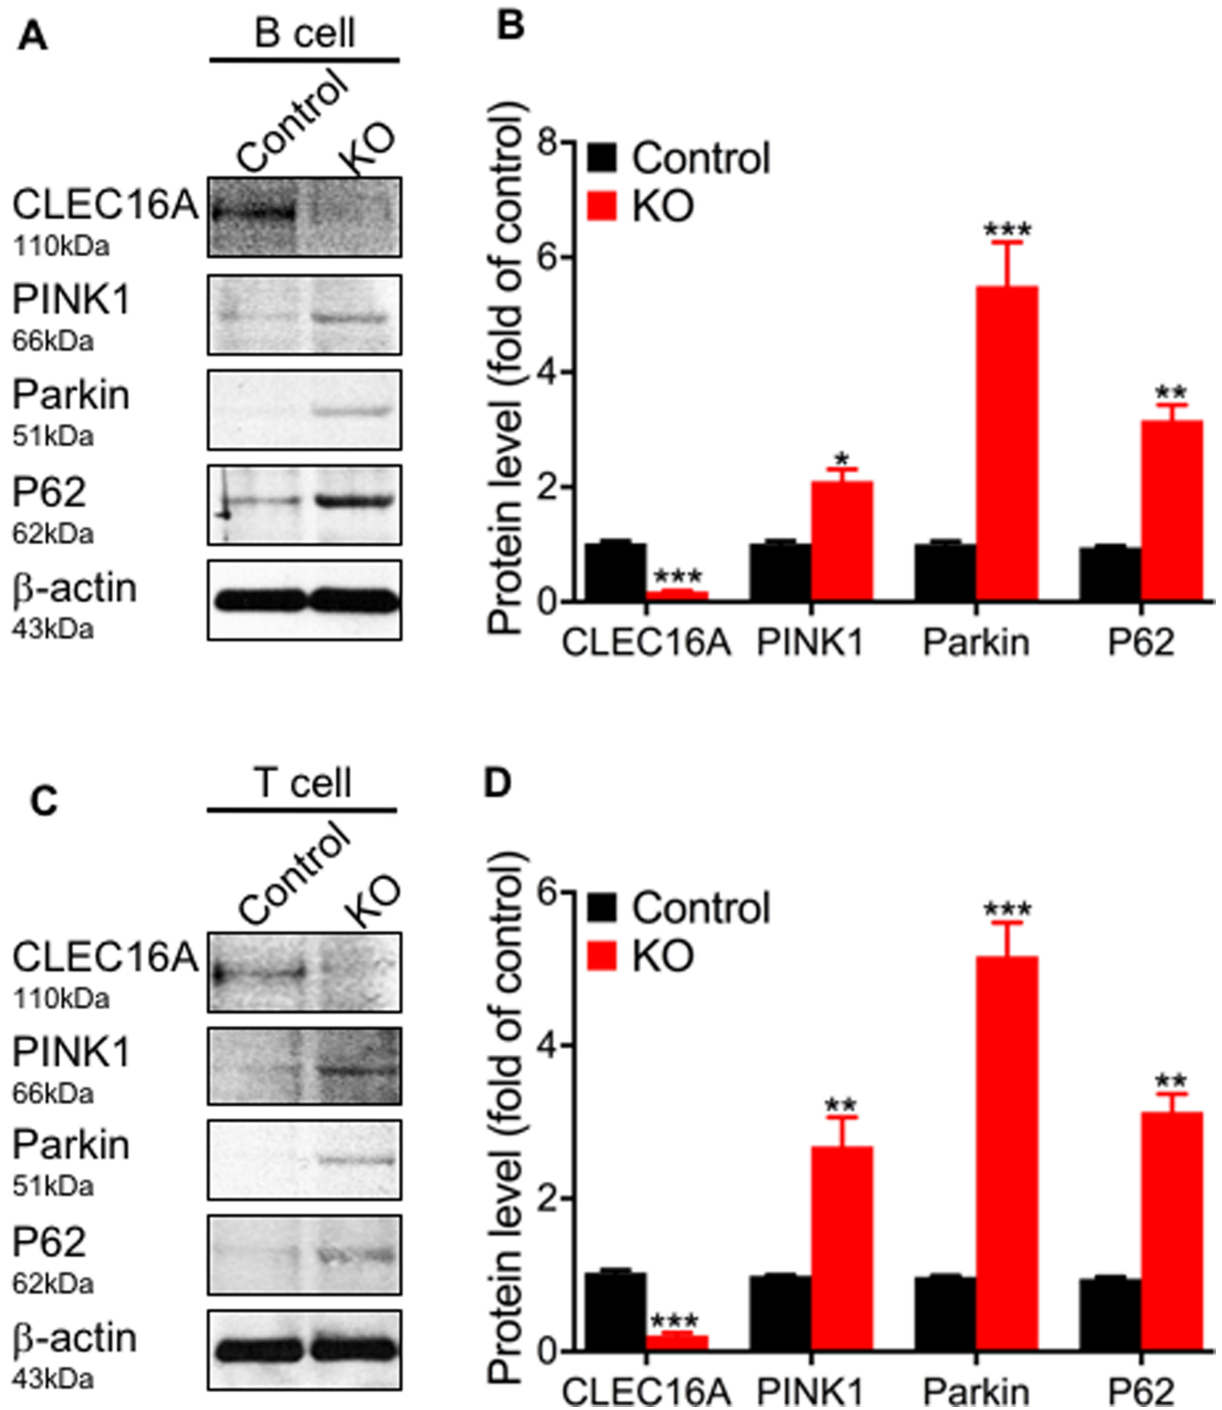 A
B cell
Control
KO
CLEC16A
110kDa
PINK1
66kDa
Parkin
51kDa
P62
62kDa
β-actin
43kDa
B
Protein level (fold of control)
8
6
4
2
0
Control
KO
***
*
***
**
CLEC16A
PINK1
Parkin
P62
C
T cell
Control
KO
CLEC16A
110kDa
PINK1
66kDa
Parkin
51kDa
P62
62kDa
β-actin
43kDa
D
Protein level (fold of control)
6
4
2
0
Control
KO
***
**
***
**
CLEC16A
PINK1
Parkin
P62